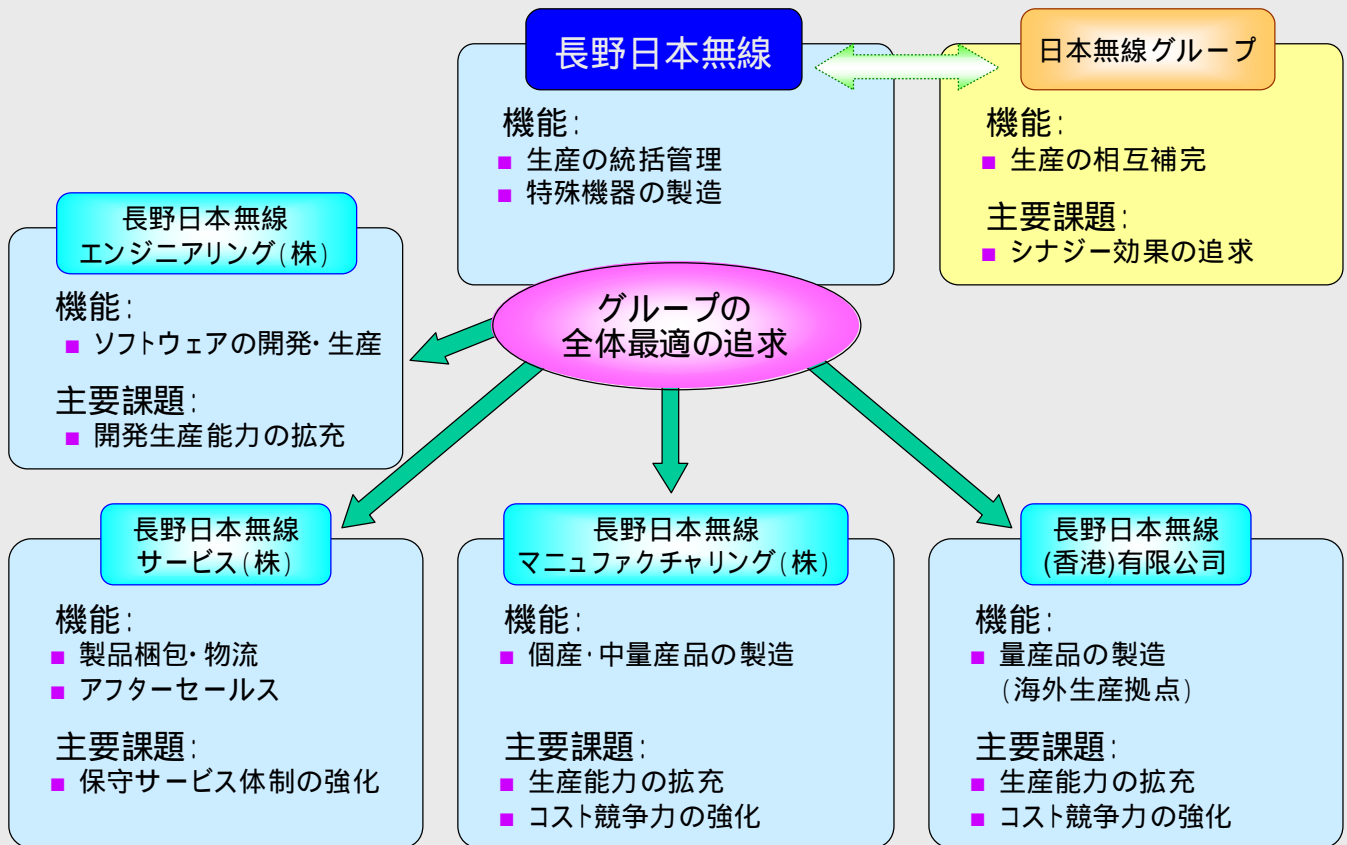 長野日本無線
機能:
■ 生産の統括管理
■ 特殊機器の製造
日本無線グループ
機能:
■ 生産の相互補完
主要課題:
■ シナジー効果の追求
グループの
全体最適の追求
長野日本無線
エンジニアリング(株)
機能:
■ ソフトウェアの開発・生産
主要課題:
■ 開発生産能力の拡充
長野日本無線
サービス(株)
機能:
■ 製品梱包・物流
■ アフターセールス
主要課題:
■ 保守サービス体制の強化
長野日本無線
マニュファクチャリング(株)
機能:
■ 個産・中量産品の製造
主要課題:
■ 生産能力の拡充
■ コスト競争力の強化
長野日本無線
(香港)有限公司
機能:
■ 量産品の製造
(海外生産拠点)
主要課題:
■ 生産能力の拡充
■ コスト競争力の強化